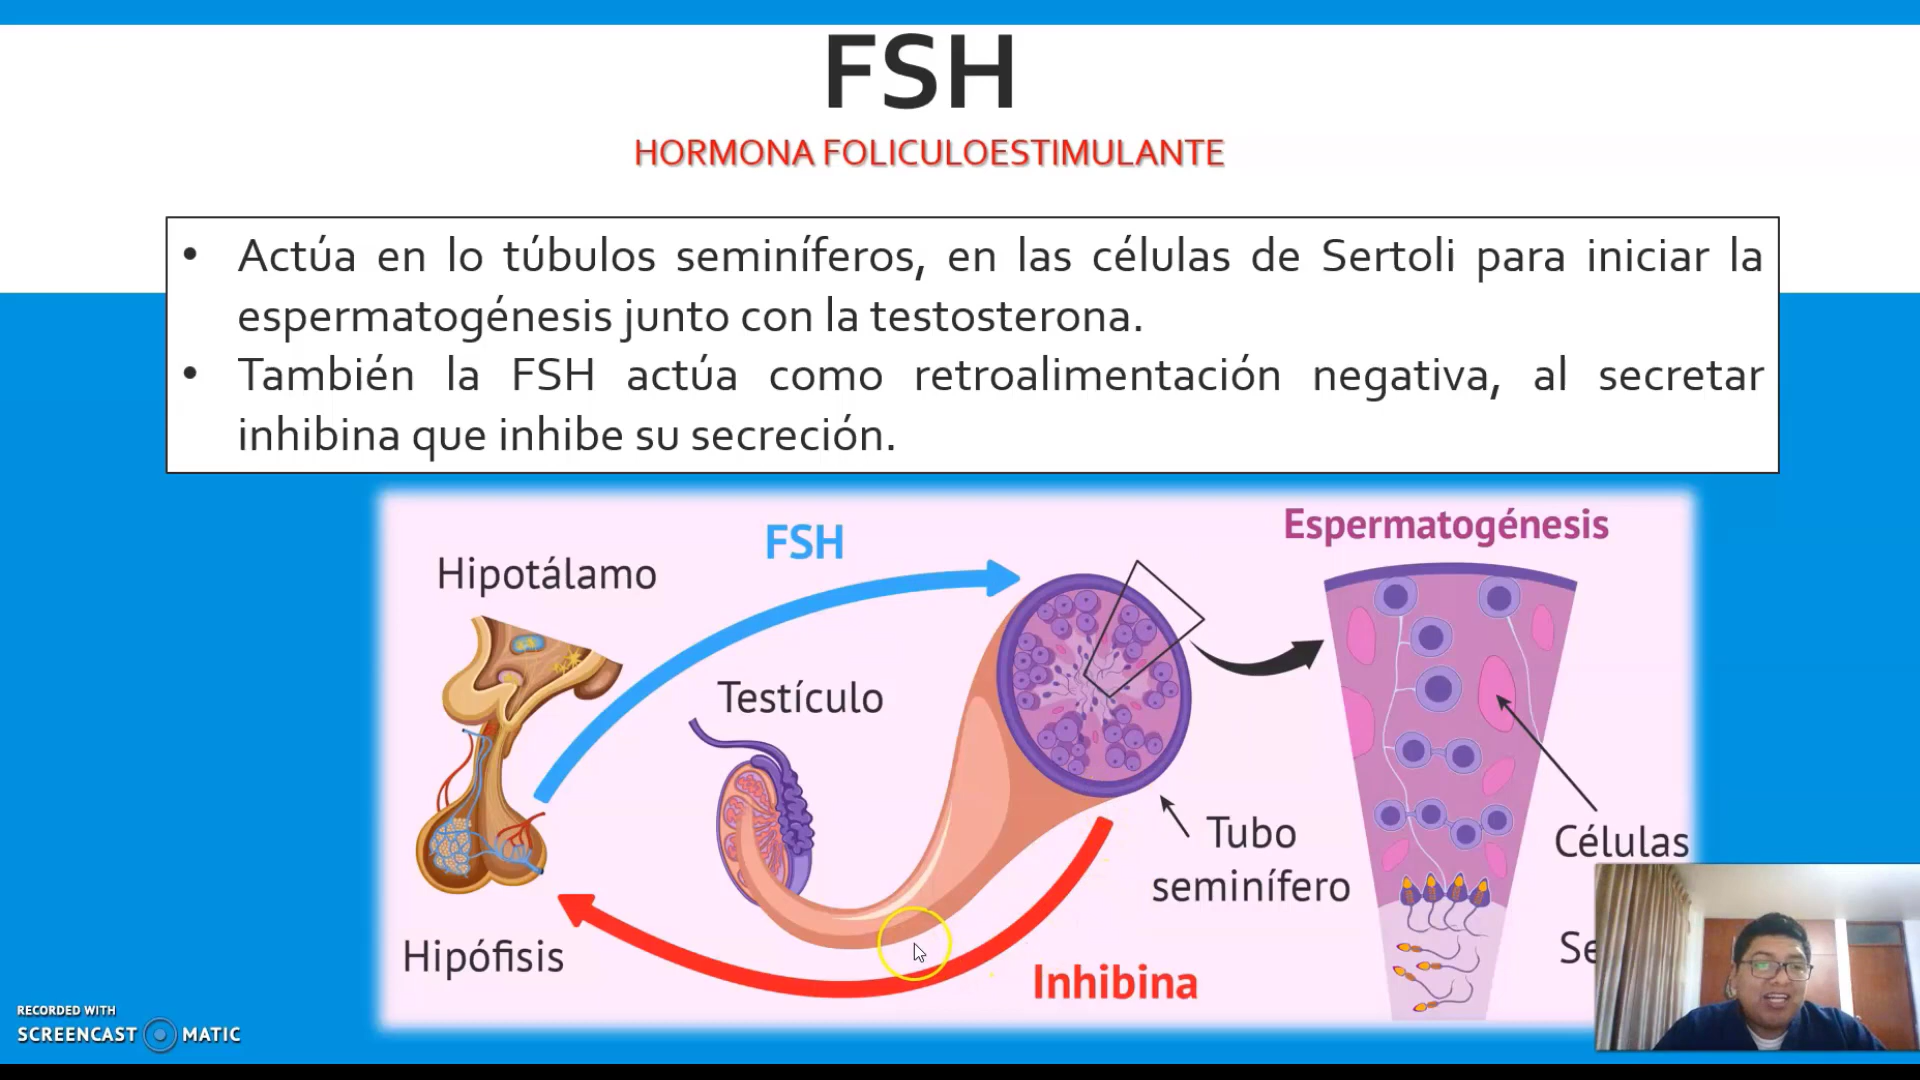 FSH
HORMONA FOLICULOESTIMULANTE
• Actúa en lo túbulos seminíferos, en las células de Sertoli para iniciar la
espermatogénesis junto con la testosterona.
• También la FSH actúa como retroalimentación negativa, al secretar
inhibina que inhibe su secreción.
FSH
Espermatogénesis
Hipotálamo
Testículo
Tubo
seminífero
Células
Hipófisis
Inhibina
RECORDED WITH
SCREENCAST MATIC